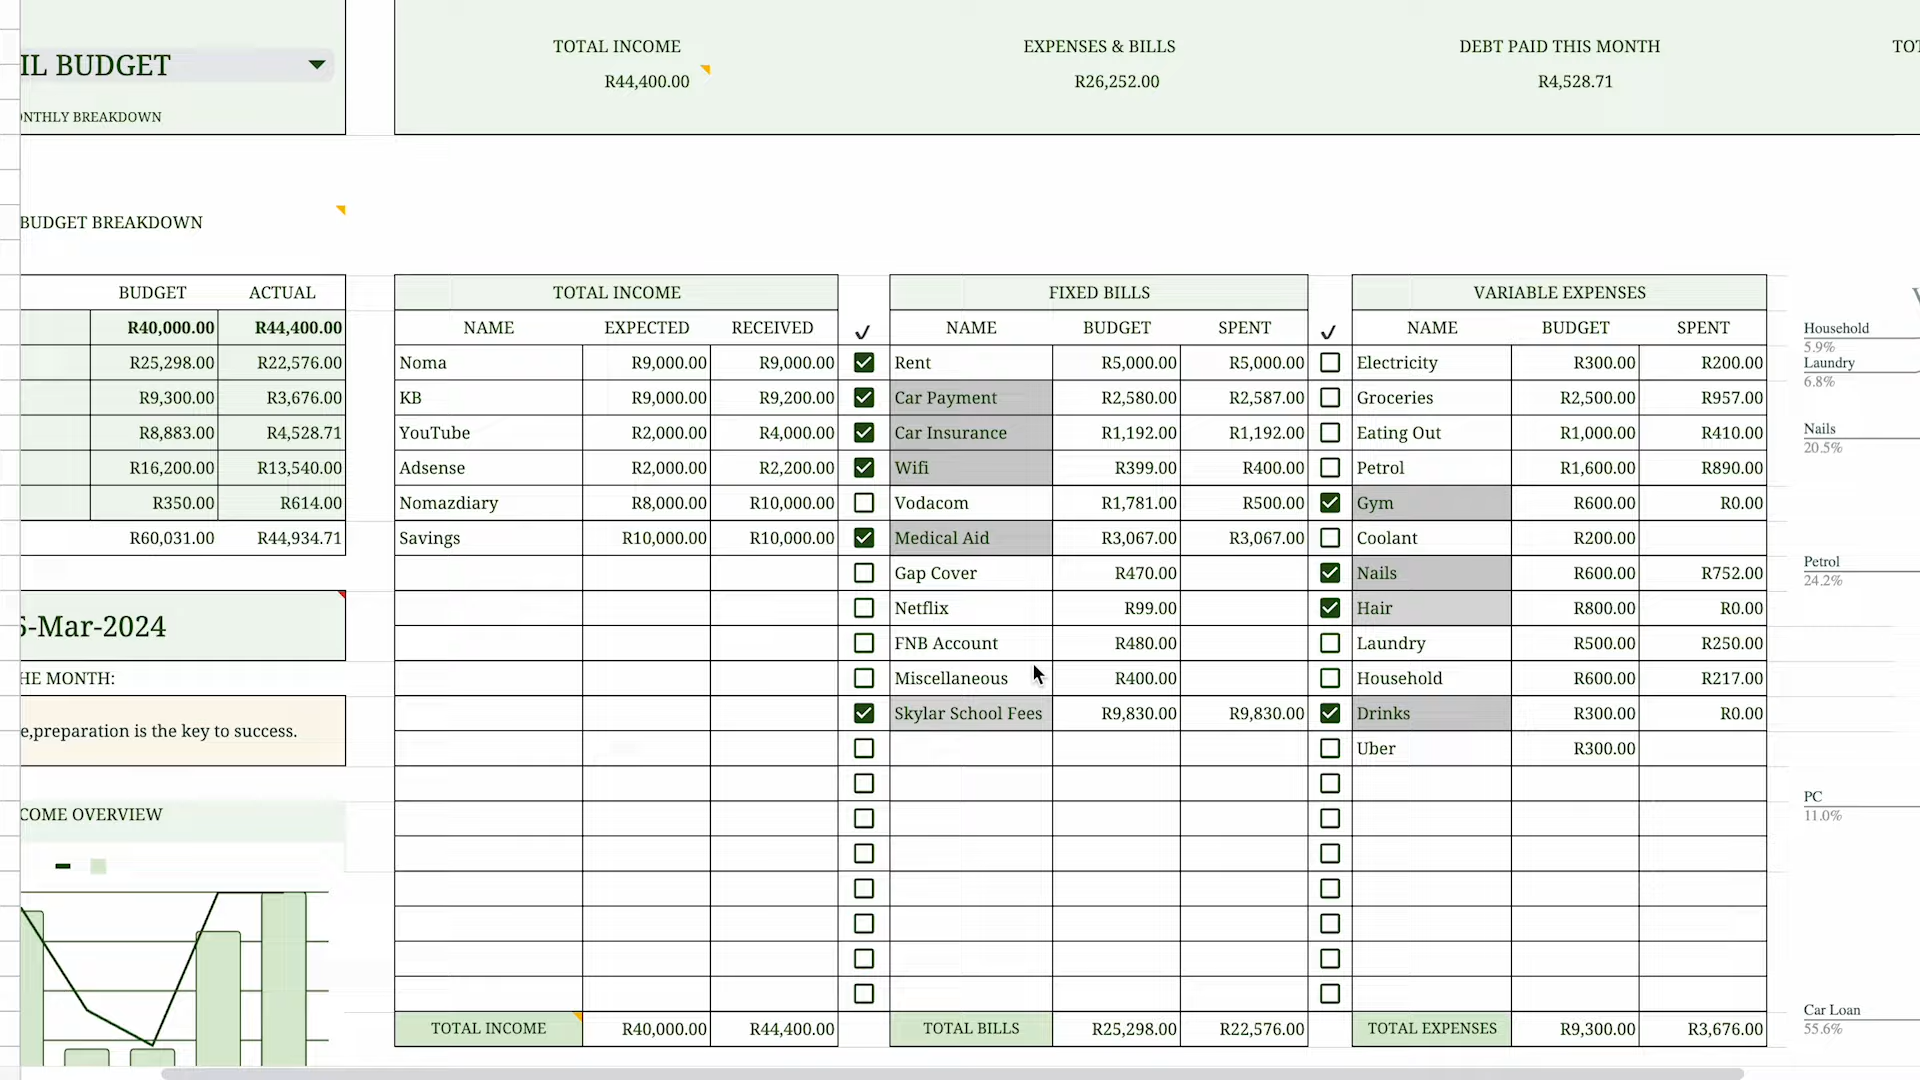 IL BUDGET
ONTHLY BREAKDOWN
TOTAL INCOME EXPENSES & BILLS DEBT PAID THIS MONTH TOT
R44,400.00 R26,252.00 R4,528.71
BUDGET BREAKDOWN
BUDGET ACTUAL
R40,000.00 R44,400.00
R25,298.00 R22,576.00
R9,300.00 R3,676.00
R8,883.00 R4,528.71
R16,200.00 R13,540.00
R350.00 R614.00
R60,031.00 R44,934.71
5-Mar-2024
HE MONTH:
e,preparation is the key to success.
COME OVERVIEW
TOTAL INCOME
NAME EXPECTED RECEIVED
Noma R9,000.00 R9,000.00
KB R9,000.00 R9,200.00
YouTube R2,000.00 R4,000.00
Adsense R2,000.00 R2,200.00
Nomazdiary R8,000.00 R10,000.00
Savings R10,000.00 R10,000.00
TOTAL INCOME R40,000.00 R44,400.00
✓ FIXED BILLS
NAME BUDGET SPENT
Rent R5,000.00 R5,000.00
Car Payment R2,580.00 R2,587.00
Car Insurance R1,192.00 R1,192.00
Wifi R399.00 R400.00
Vodacom R1,781.00 R500.00
Medical Aid R3,067.00 R3,067.00
Gap Cover R470.00
Netflix R99.00
FNB Account R480.00
Miscellaneous R400.00
Skylar School Fees R9,830.00 R9,830.00
TOTAL BILLS R25,298.00 R22,576.00
✓ VARIABLE EXPENSES
NAME BUDGET SPENT
Electricity R300.00 R200.00
Groceries R2,500.00 R957.00
Eating Out R1,000.00 R410.00
Petrol R1,600.00 R890.00
Gym R600.00 R0.00
Coolant R200.00
Nails R600.00 R752.00
Hair R800.00 R0.00
Laundry R500.00 R250.00
Household R600.00 R217.00
Drinks R300.00 R0.00
Uber R300.00
TOTAL EXPENSES R9,300.00 R3,676.00
Household
5.9%
Laundry
6.8%
Nails
20.5%
Petrol
24.2%
PC
11.0%
Car Loan
55.6%